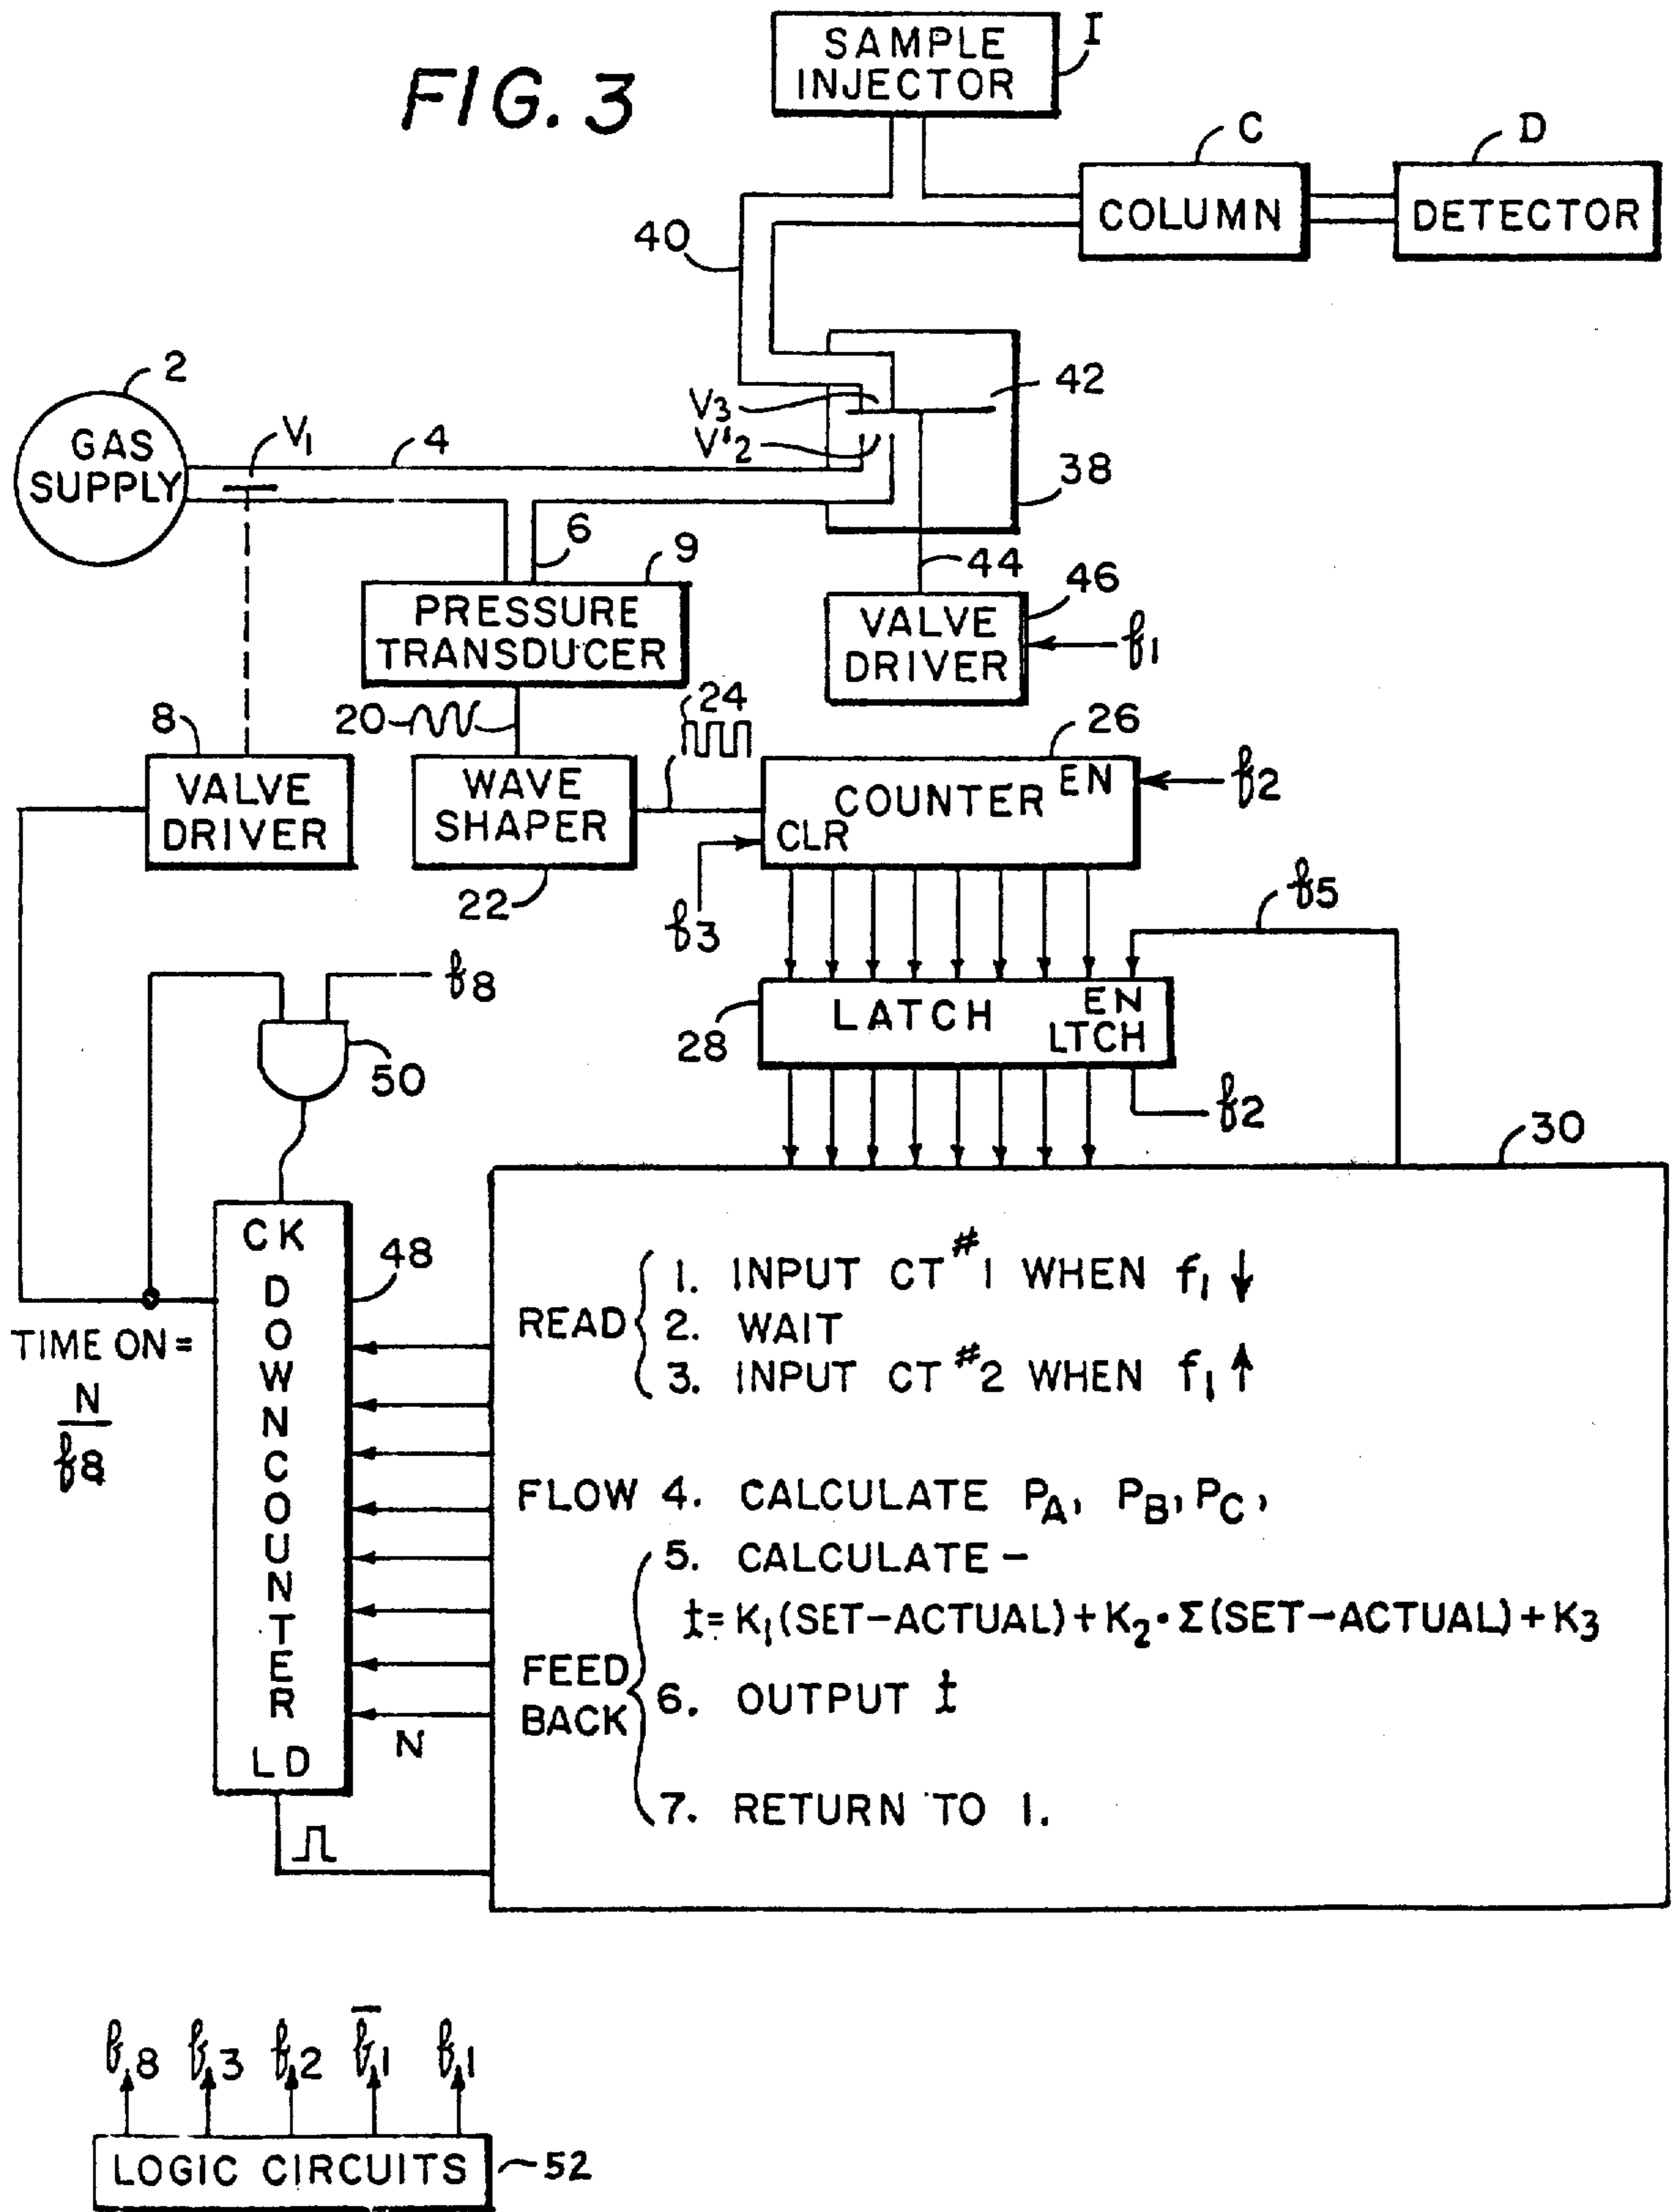 FIG. 3
SAMPLE
INJECTOR
I
C
D
COLUMN
DETECTOR
40
2
GAS
SUPPLY
V1
4
V3
V'2
42
38
6
9
44
46
PRESSURE
TRANSDUCER
VALVE
DRIVER
f1
20
24
8
VALVE
DRIVER
WAVE
SHAPER
22
26
EN
COUNTER
CLR
f2
f3
f5
f8
50
LATCH
EN
LTCH
28
f2
30
CK
DOWNCOUNTER
LD
48
TIME ON =
N
f8
N
READ
1. INPUT CT #1 WHEN f1 ↓
2. WAIT
3. INPUT CT #2 WHEN f1 ↑
FLOW 4. CALCULATE PA, PB, PC,
5. CALCULATE –
t = K1 (SET–ACTUAL) + K2 • Σ (SET–ACTUAL) + K3
FEED
BACK
6. OUTPUT t
7. RETURN TO 1.
f8 f3 f2 f̅1 f1
LOGIC CIRCUITS
52